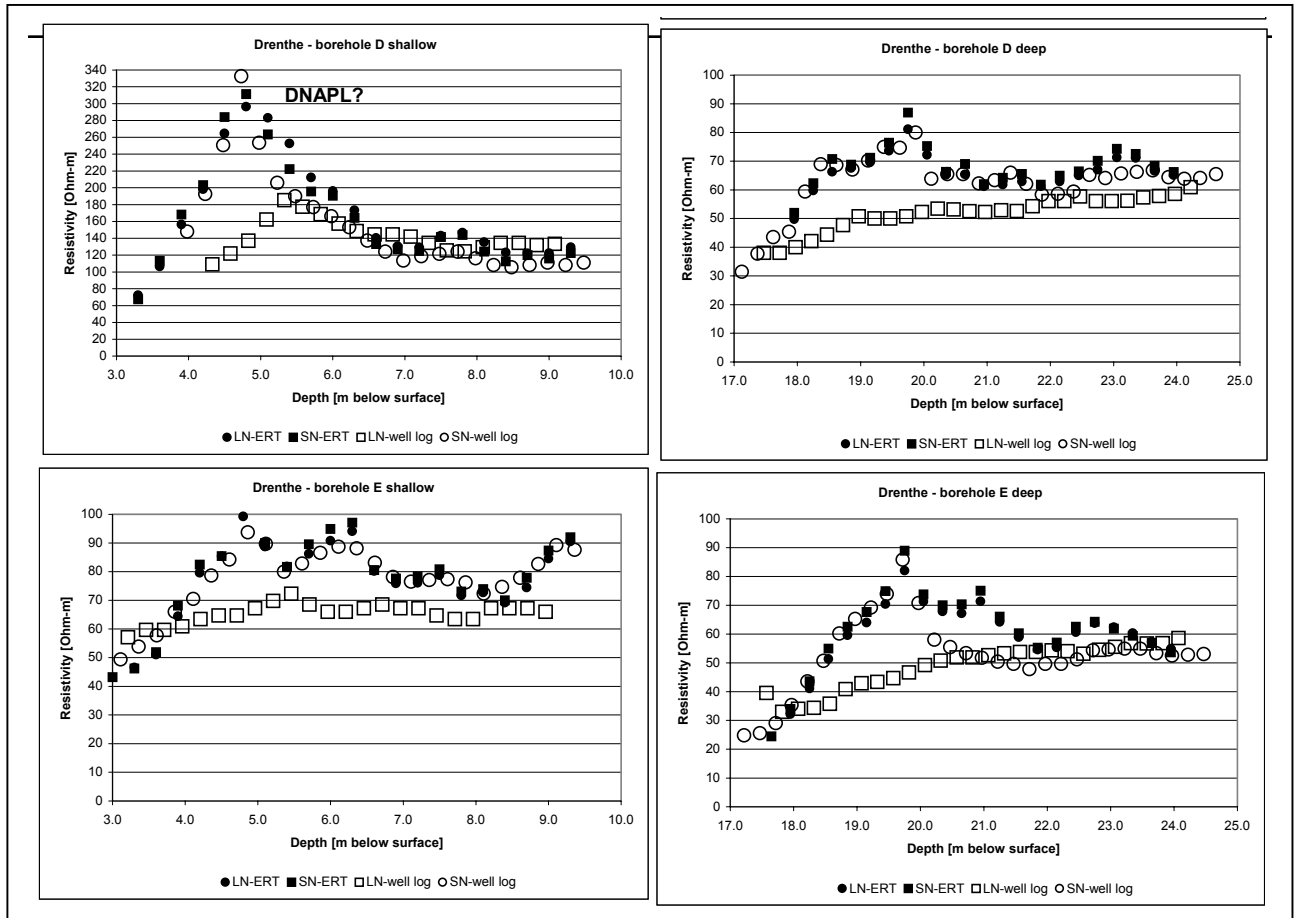 Drenthe - borehole D shallow
340
320
300
280
260
240
220
200
180
160
140
120
100
80
60
40
20
0
Resistivity [Ohm-m]
DNAPL?
3.0 4.0 5.0 6.0 7.0 8.0 9.0 10.0
Depth [m below surface]
LN-ERT SN-ERT LN-well log SN-well log
Drenthe - borehole D deep
100
90
80
70
60
50
40
30
20
10
0
Resistivity [Ohm-m]
17.0 18.0 19.0 20.0 21.0 22.0 23.0 24.0 25.0
Depth [m below surface]
LN-ERT SN-ERT LN-well log SN-well log
Drenthe - borehole E shallow
100
90
80
70
60
50
40
30
20
10
0
Resistivity [Ohm-m]
3.0 4.0 5.0 6.0 7.0 8.0 9.0 10.0
Depth [m below surface]
LN-ERT SN-ERT LN-well log SN-well log
Drenthe - borehole E deep
100
90
80
70
60
50
40
30
20
10
0
Resistivity [Ohm-m]
17.0 18.0 19.0 20.0 21.0 22.0 23.0 24.0 25.0
Depth [m below surface]
LN-ERT SN-ERT LN-well log SN-well log